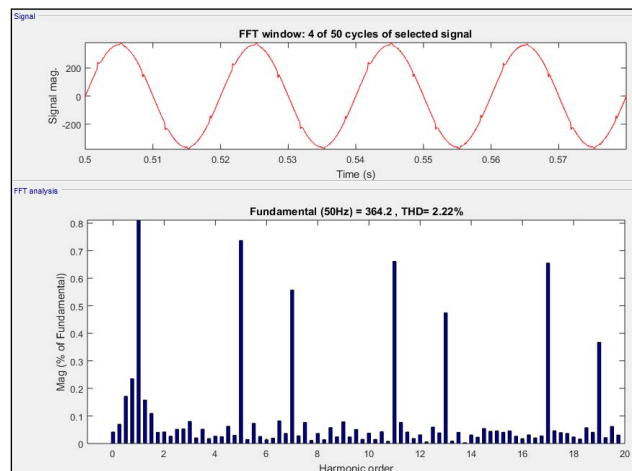 Signal
FFT window: 4 of 50 cycles of selected signal
Signal mag.
200
0
-200
0.5 0.51 0.52 0.53 0.54 0.55 0.56 0.57
Time (s)
FFT analysis
Fundamental (50Hz) = 364.2 , THD= 2.22%
Mag (% of Fundamental)
0.8
0.7
0.6
0.5
0.4
0.3
0.2
0.1
0
0 2 4 6 8 10 12 14 16 18 20
Harmonic order